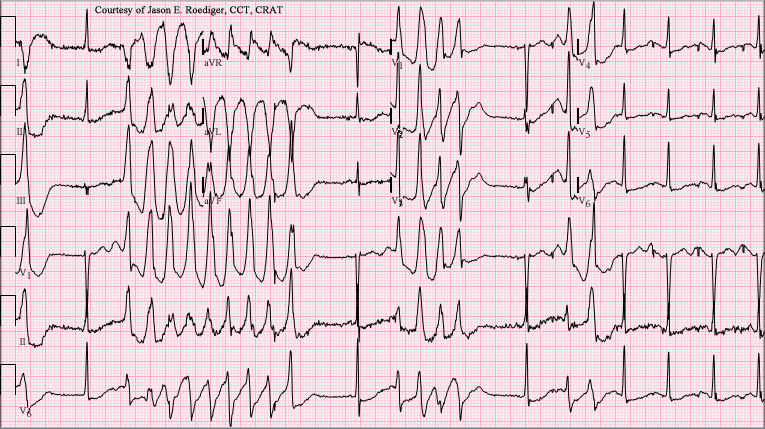 Courtesy of Jason E. Roediger, CCT, CRAT
I aVR V1 V4
II aVL V2 V5
III aVF V3 V6
V1
II
V6